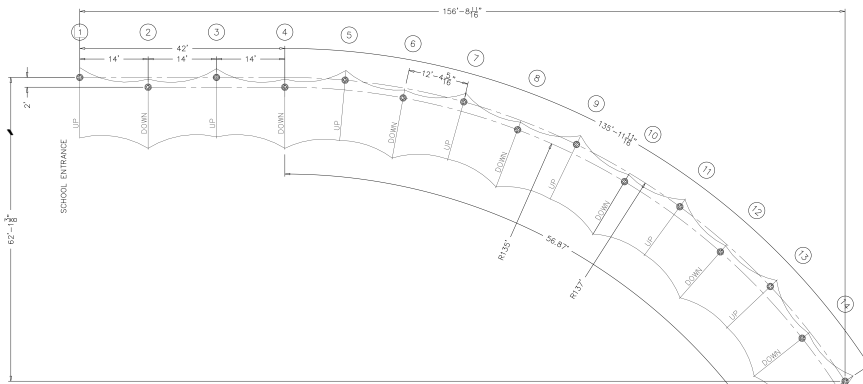 156'-8 11/16"
1
2
3
4
5
6
7
8
9
10
11
12
13
14
42'
14'
14'
14'
12'-4 5/16"
135'-11 11/16"
2'
62'-1 3/16"
SCHOOL ENTRANCE
UP
DOWN
UP
DOWN
UP
DOWN
UP
DOWN
UP
DOWN
UP
DOWN
UP
DOWN
R135'
R137'
56.87°